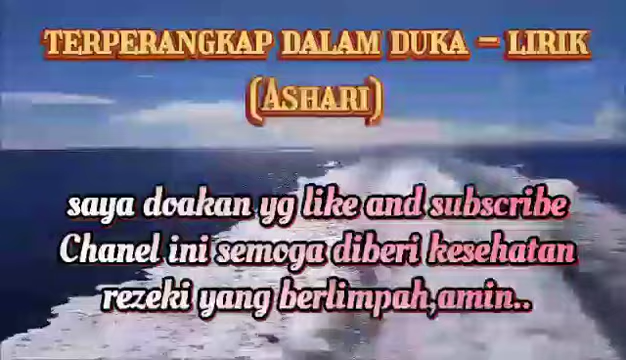 TERPERANGKAP DALAM DUKA - LIRIK
(ASHARI)
saya doakan yg like and subscribe
Chanel ini semoga diberi kesehatan
rezeki yang berlimpah,amin..